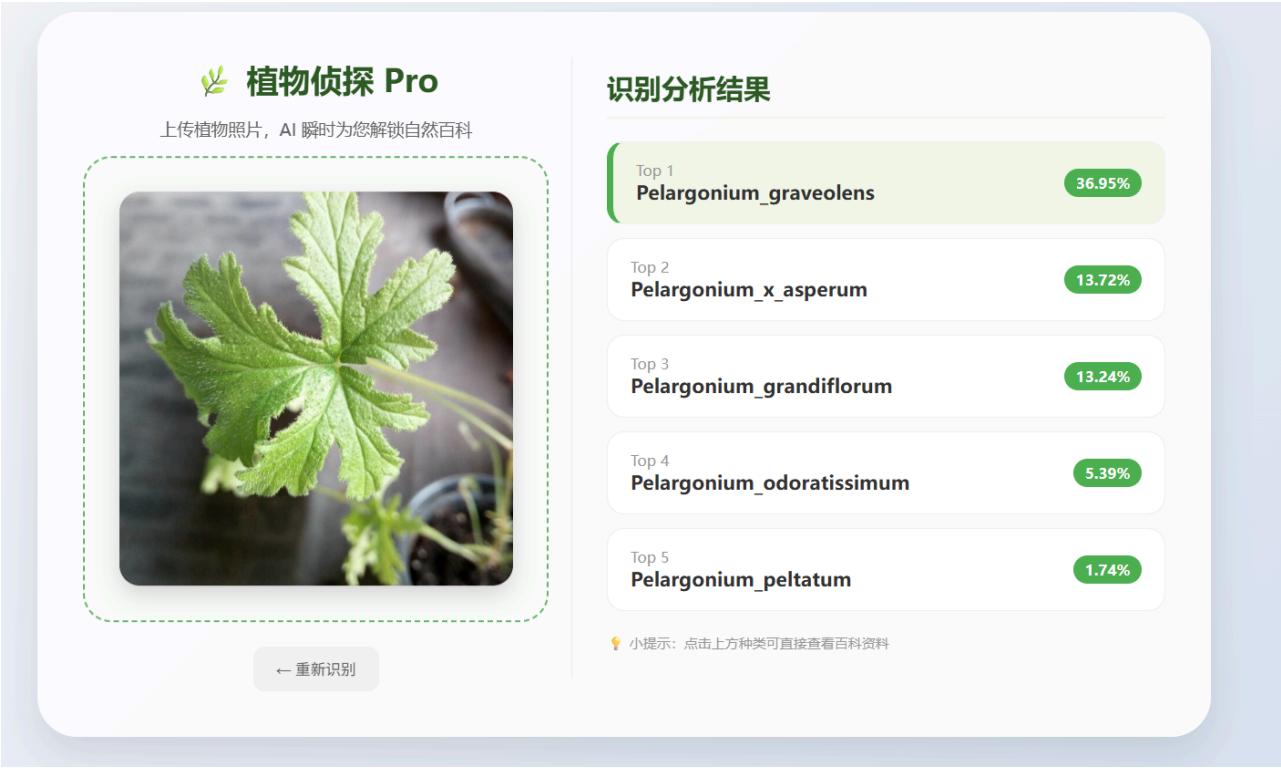 植物侦探 Pro
上传植物照片，AI 瞬时为您解锁自然百科
← 重新识别
识别分析结果
Top 1
Pelargonium_graveolens
36.95%
Top 2
Pelargonium_x_asperum
13.72%
Top 3
Pelargonium_grandiflorum
13.24%
Top 4
Pelargonium_odoratissimum
5.39%
Top 5
Pelargonium_peltatum
1.74%
小提示：点击上方种类可直接查看百科资料